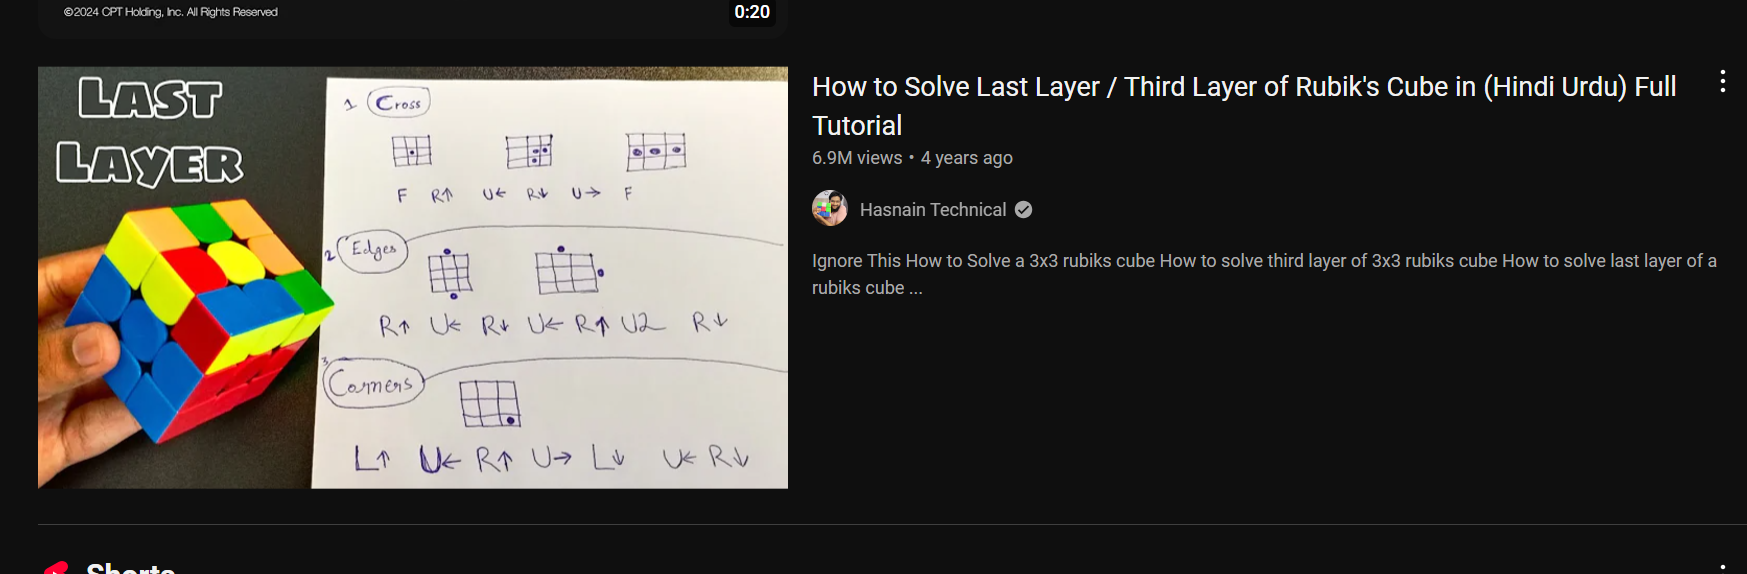 ©2024 CPT Holding, Inc. All Rights Reserved
0:20
LAST
LAYER
1 Cross
F R↑ U← R↓ U→ F
2 Edges
R↑ U← R↓ U← R↑ U2 R↓
3
Corners
L↑ U← R↑ U→ L↓ U← R↓
How to Solve Last Layer / Third Layer of Rubik's Cube in (Hindi Urdu) Full
Tutorial
6.9M views • 4 years ago
Hasnain Technical
Ignore This How to Solve a 3x3 rubiks cube How to solve third layer of 3x3 rubiks cube How to solve last layer of a
rubiks cube ...
Shorts